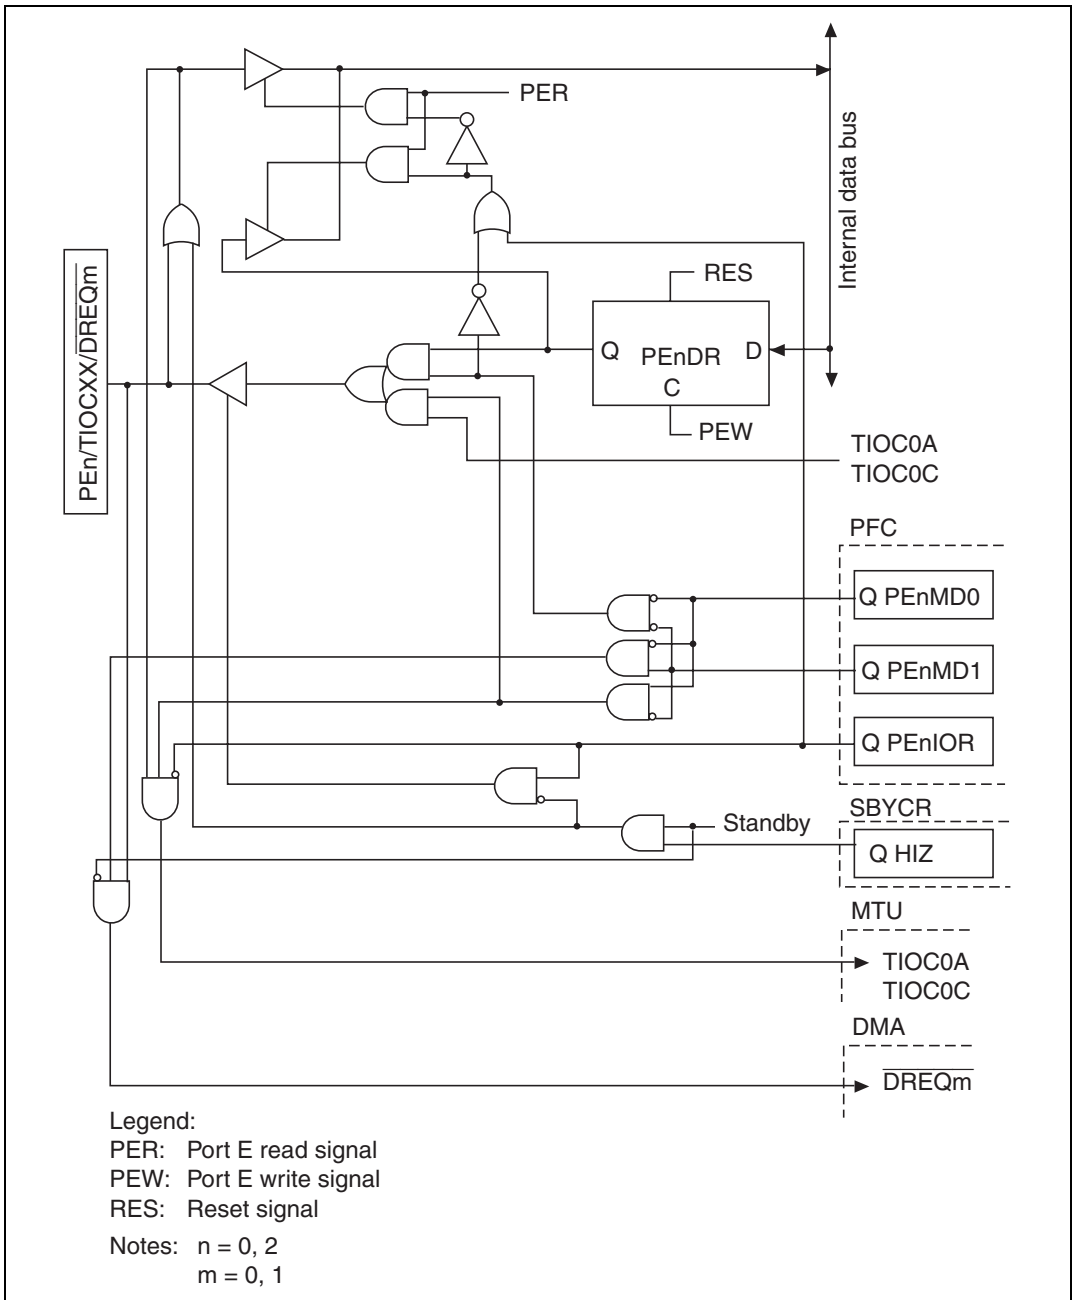 PER
Internal data bus
RES
Q PEnDR D
C
PEW
PEn/TIOCXX/D̅R̅E̅Q̅m̅
TIOC0A
TIOC0C
PFC
Q PEnMD0
Q PEnMD1
Q PEnIOR
SBYCR
Standby
Q HIZ
MTU
TIOC0A
TIOC0C
DMA
D̅R̅E̅Q̅m̅
Legend:
PER: Port E read signal
PEW: Port E write signal
RES: Reset signal
Notes: n = 0, 2
m = 0, 1